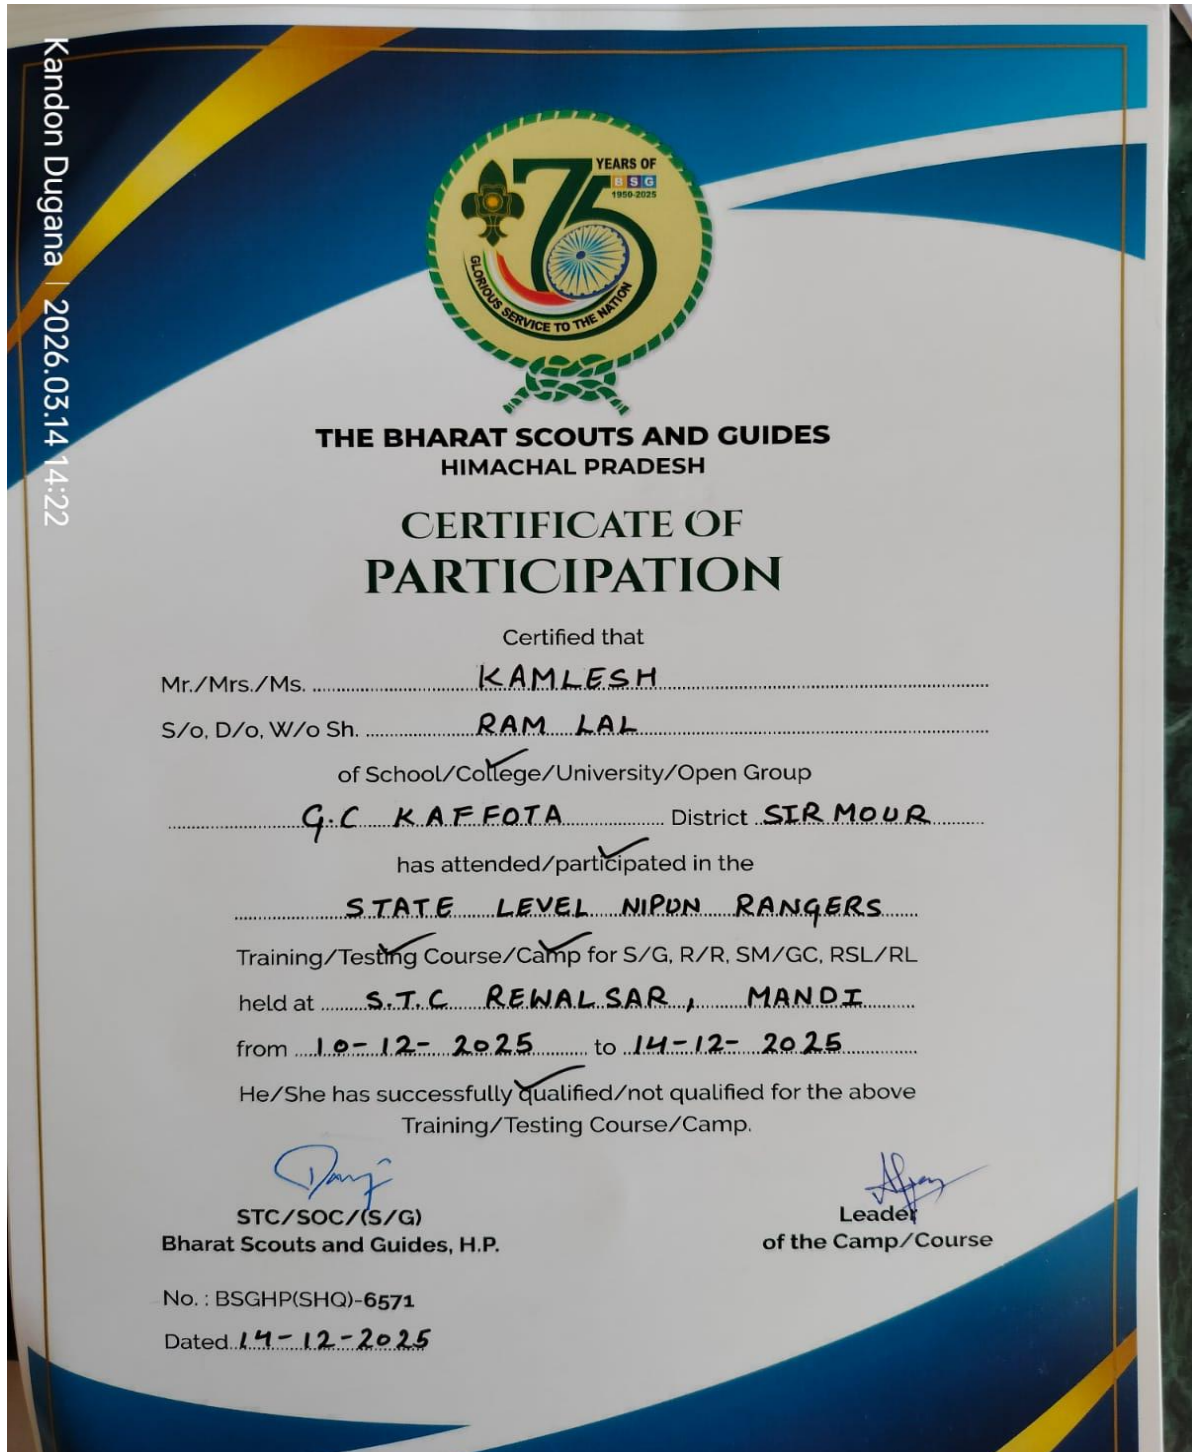 Kandon Dugana | 2026.03.14 14:22
75 YEARS OF
BSG
1950-2025
GLORIOUS SERVICE TO THE NATION
THE BHARAT SCOUTS AND GUIDES
HIMACHAL PRADESH
CERTIFICATE OF
PARTICIPATION
Certified that
Mr./Mrs./Ms. KAMLESH
S/o, D/o, W/o Sh. RAM LAL
of School/College/University/Open Group
G.C KAFFOTA District SIRMOUR
has attended/participated in the
STATE LEVEL NIPUN RANGERS
Training/Testing Course/Camp for S/G, R/R, SM/GC, RSL/RL
held at S.T.C REWALSAR, MANDI
from 10-12-2025 to 14-12-2025
He/She has successfully qualified/not qualified for the above
Training/Testing Course/Camp.
STC/SOC/(S/G)
Bharat Scouts and Guides, H.P.
Leader
of the Camp/Course
No. : BSGHP(SHQ)-6571
Dated 14-12-2025